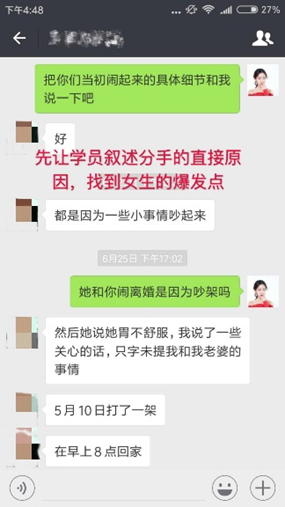 下午4:48
27%
把你们当初闹起来的具体细节和我
说一下吧
好
先让学员叙述分手的直接原
因，找到女生的爆发点
都是因为一些小事情吵起来
6月25日 下午17:02
她和你闹离婚是因为吵架吗
然后她说她胃不舒服，我说了一些
关心的话，只字未提我和我老婆的
事情
5月10日打了一架
在早上8点回家